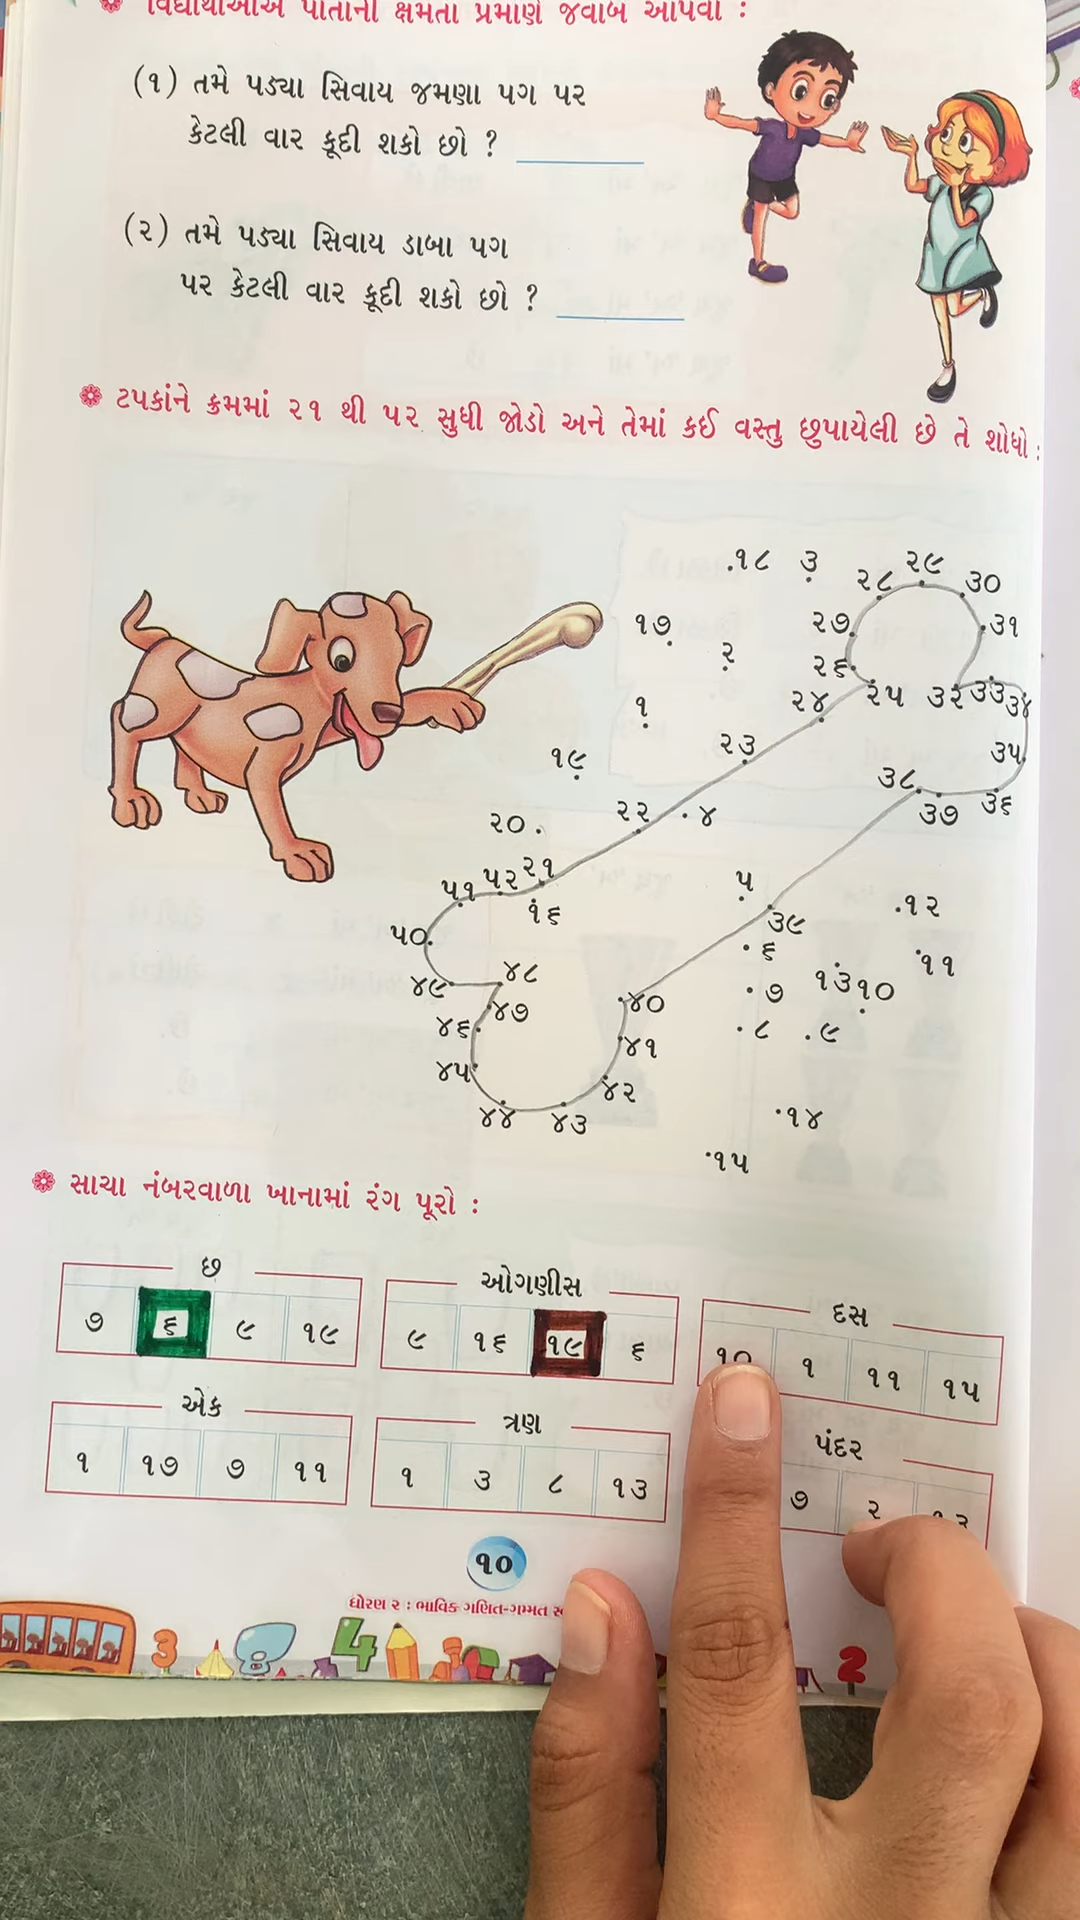 વિદ્યાર્થીઓએ પોતાની ક્ષમતા પ્રમાણે જવાબ આપવો :
(૧) તમે પડ્યા સિવાય જમણા પગ પર
કેટલી વાર કૂદી શકો છો ?
(૨) તમે પડ્યા સિવાય ડાબા પગ
પર કેટલી વાર કૂદી શકો છો ?
ટપકાંને ક્રમમાં ૨૧ થી ૫૨ સુધી જોડો અને તેમાં કઈ વસ્તુ છુપાયેલી છે તે શોધો :
૧૮ ૩ ૨૮ ૨૯ ૩૦
૧૭ ૨ ૨૭ ૩૧
૨૬
૧ ૨૪ ૨૫ ૩૨ ૩૩ ૩૪
૧૯ ૨૩ ૩૮ ૩૫
૨૦ ૨૨ ૪ ૩૭ ૩૬
૫૧ ૫૨ ૨૧ ૫
૧૬ ૩૯ ૧૨
૫૦ ૬ ૧૧
૪૯ ૪૮ ૪૦ ૭ ૧૩ ૧૦
૪૬ ૪૭ ૮ ૯
૪૫ ૪૧
૪૨
૪૪ ૪૩ ૧૪
૧૫
સાચા નંબરવાળા ખાનામાં રંગ પૂરો :
છ
૭ ૬ ૯ ૧૯
ઓગણીસ
૯ ૧૬ ૧૯ ૬
દસ
૧૦ ૧ ૧૧ ૧૫
એક
૧ ૧૭ ૭ ૧૧
ત્રણ
૧ ૩ ૮ ૧૩
પંદર
૭ ૨
૧૦
ધોરણ ૨ : ભાવિક ગણિત-ગમ્મત
3 8 4 2